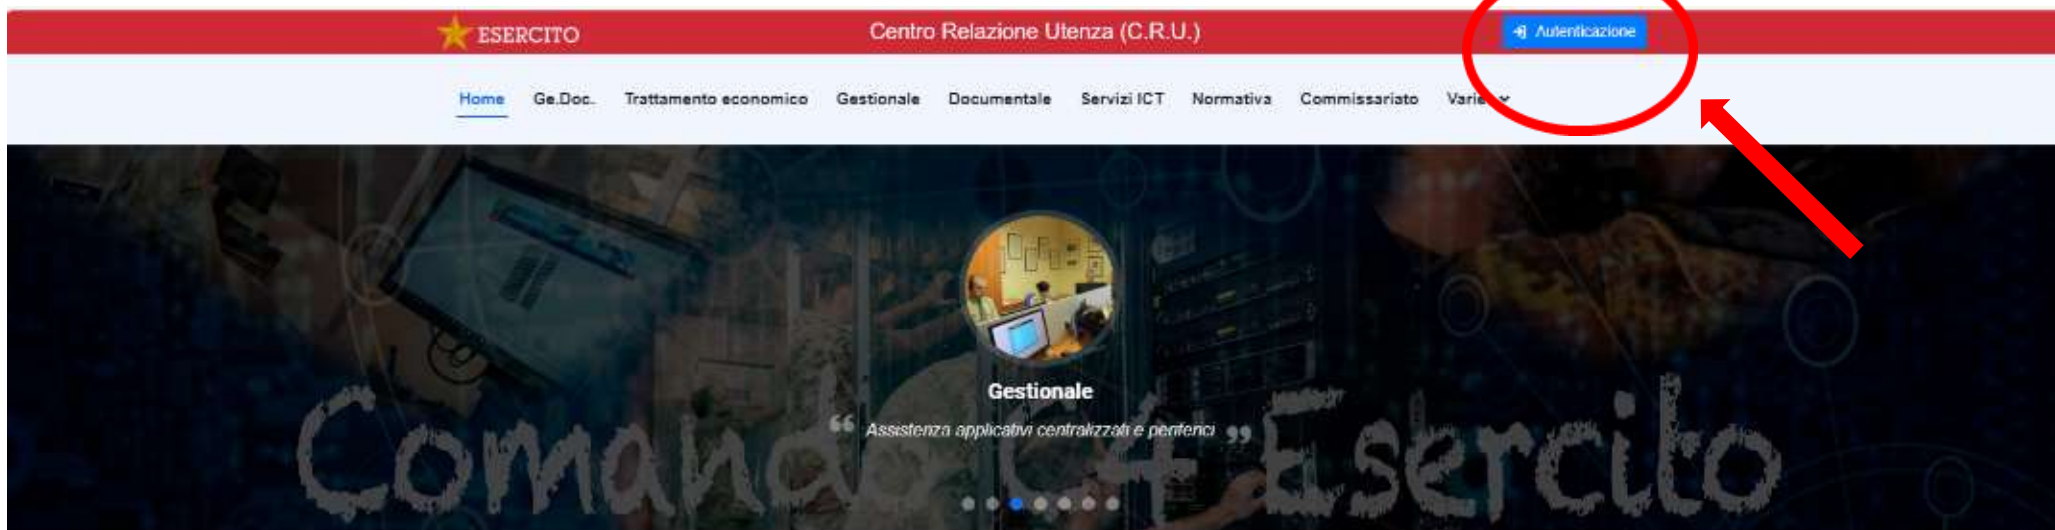 ESERCITO
Centro Relazione Utenza (C.R.U.)
Autenticazione
Home Ge.Doc. Trattamento economico Gestionale Documentale Servizi ICT Normativa Commissariato Varie
Gestionale
“ Assistenza applicativi centralizzati e periferici ”
Comando C4 Esercito